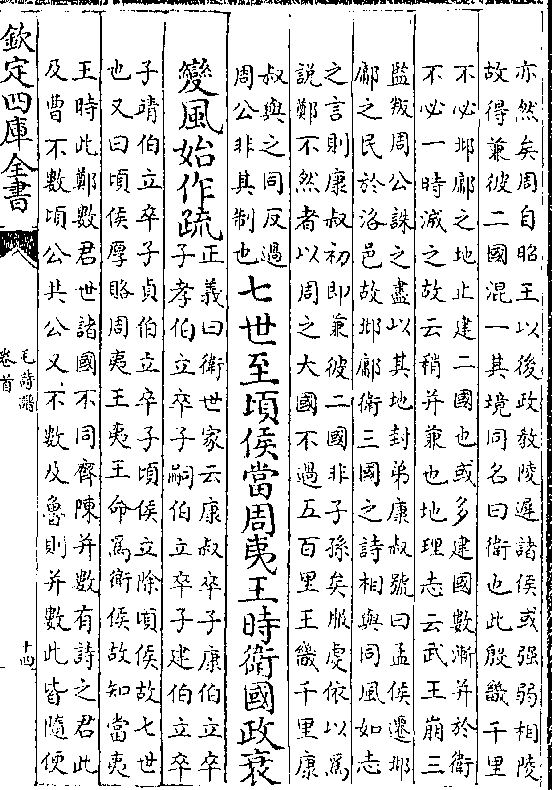 亦然矣周自昭王以後政敎陵遲諸侯或强弱相陵
故得兼彼二國混一其境同名曰衛也此殷畿千里
不必邶鄘之地止建二國也或多建國數漸并於衛
不必一時滅之故云稍并兼也地理志云武王崩三
監叛周公誅之盡以其地封弟康叔號曰孟侯遷邶
鄘之民於洛邑故邶鄘衛三國之詩相與同風如志
之言則康叔初即兼彼二國非子孫矣服虔依以爲
説鄭不然者以周之大國不過五百里王畿千里康
叔與之同反過
周公非其制也
七世至頃侯當周夷王時衛國政衰
變風始作疏
正義曰衛世家云康叔卒子康伯立卒
子孝伯立卒子嗣伯立卒子建伯立卒
子靖伯立卒子貞伯立卒子頃侯立除頃侯故七世
也又曰頃侯厚賂周夷王夷王命爲衛侯故知當夷
王時此鄭數君世諸國不同齊陳并數有詩之君此
及曹不數頃公共公又不數及魯則并數此皆隨便
欽定四庫全書
毛詩譜
卷首
十四